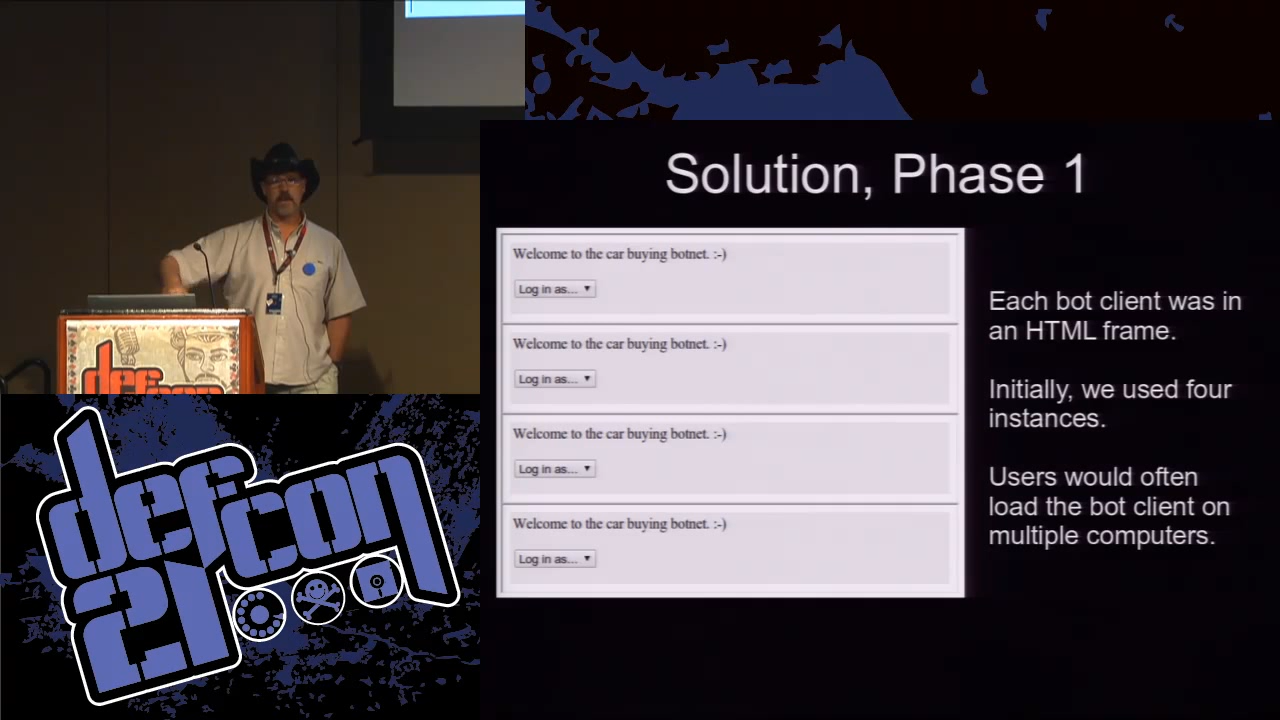 Solution, Phase 1
Welcome to the car buying botnet. :-)
Log in as...
Welcome to the car buying botnet. :-)
Log in as...
Welcome to the car buying botnet. :-)
Log in as...
Welcome to the car buying botnet. :-)
Log in as...
Each bot client was in
an HTML frame.
Initially, we used four
instances.
Users would often
load the bot client on
multiple computers.
defcon
defcon
21